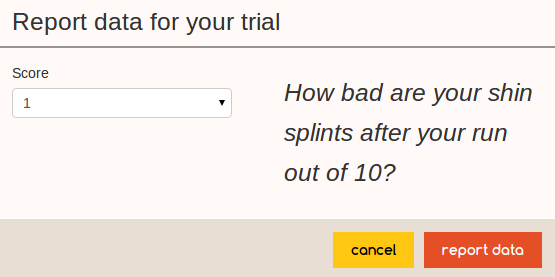 Report data for your trial
Score
1
How bad are your shin
splints after your run
out of 10?
cancel
report data